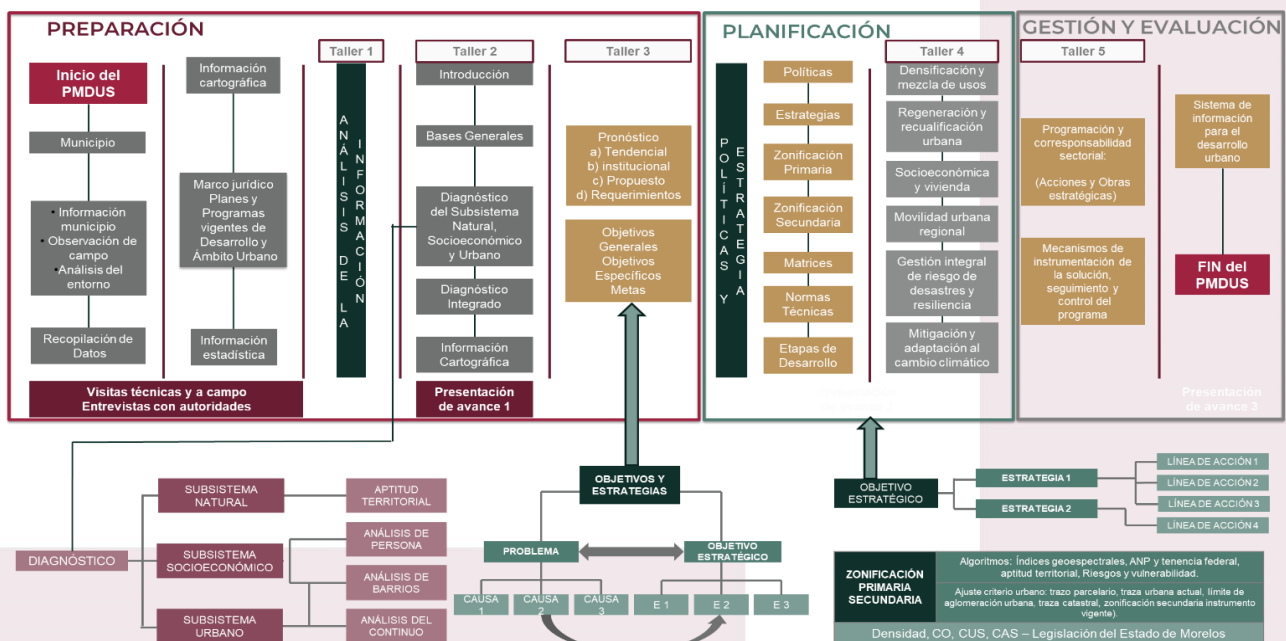 PREPARACIÓN
Taller 1
Taller 2
Taller 3
Inicio del
PMDUS
Municipio
• Información
municipio
• Observación de
campo
• Análisis del
entorno
Recopilación de
Datos
Información
cartográfica
Marco jurídico
Planes y
Programas
vigentes de
Desarrollo y
Ámbito Urbano
Información
estadística
Visitas técnicas y a campo
Entrevistas con autoridades
ANÁLISIS DE LA
INFORMACIÓN
Introducción
Bases Generales
Diagnóstico
del Subsistema
Natural,
Socioeconómico
y Urbano
Diagnóstico
Integrado
Información
Cartográfica
Presentación
de avance 1
Pronóstico
a) Tendencial
b) institucional
c) Propuesto
d) Requerimientos
Objetivos
Generales
Objetivos
Específicos
Metas
PLANIFICACIÓN
Taller 4
POLÍTICAS Y
ESTRATEGIA
Políticas
Estrategias
Zonificación
Primaria
Zonificación
Secundaria
Matrices
Normas
Técnicas
Etapas de
Desarrollo
Densificación y
mezcla de usos
Regeneración y
recualificación
urbana
Socioeconómica
y vivienda
Movilidad urbana
regional
Gestión integral
de riesgo de
desastres y
resiliencia
Mitigación y
adaptación al
cambio climático
GESTIÓN Y EVALUACIÓN
Taller 5
Programación y
corresponsabilidad
sectorial:
(Acciones y Obras
estratégicas)
Mecanismos de
instrumentación de
la solución,
seguimiento y
control del
programa
Sistema de
información
para el
desarrollo
urbano
FIN del
PMDUS
Presentación
de avance 3
DIAGNÓSTICO
SUBSISTEMA
NATURAL
SUBSISTEMA
SOCIOECONÓMICO
SUBSISTEMA
URBANO
APTITUD
TERRITORIAL
ANÁLISIS DE
PERSONA
ANÁLISIS DE
BARRIOS
ANÁLISIS DEL
CONTINUO
OBJETIVOS Y
ESTRATEGIAS
PROBLEMA
OBJETIVO
ESTRATÉGICO
CAUSA
1
CAUSA
2
CAUSA
3
E 1
E 2
E 3
OBJETIVO
ESTRATÉGICO
ESTRATEGIA 1
ESTRATEGIA 2
LÍNEA DE ACCIÓN 1
LÍNEA DE ACCIÓN 2
LÍNEA DE ACCIÓN 3
LÍNEA DE ACCIÓN 4
ZONIFICACIÓN
PRIMARIA
SECUNDARIA
Algoritmos: Índices geoespectrales, ANP y tenencia federal,
aptitud territorial, Riesgos y vulnerabilidad.
Ajuste criterio urbano: trazo parcelario, traza urbana actual, límite de
aglomeración urbana, traza catastral, zonificación secundaria instrumento
vigente).
Densidad, CO, CUS, CAS – Legislación del Estado de Morelos